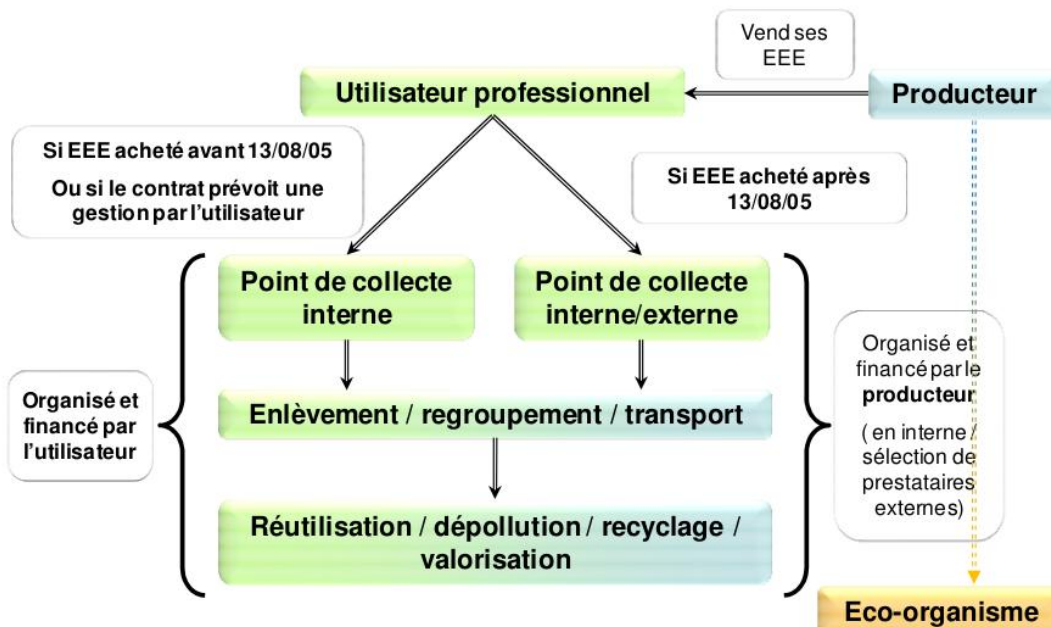 Vend ses
EEE
Utilisateur professionnel
Producteur
Si EEE acheté avant 13/08/05
Ou si le contrat prévoit une
gestion par l'utilisateur
Si EEE acheté après
13/08/05
Point de collecte
interne
Point de collecte
interne/externe
Organisé et
financé par
l'utilisateur
Enlèvement / regroupement / transport
Organisé et
financé par le
producteur
( en interne /
sélection de
prestataires
externes)
Réutilisation / dépollution / recyclage /
valorisation
Eco-organisme